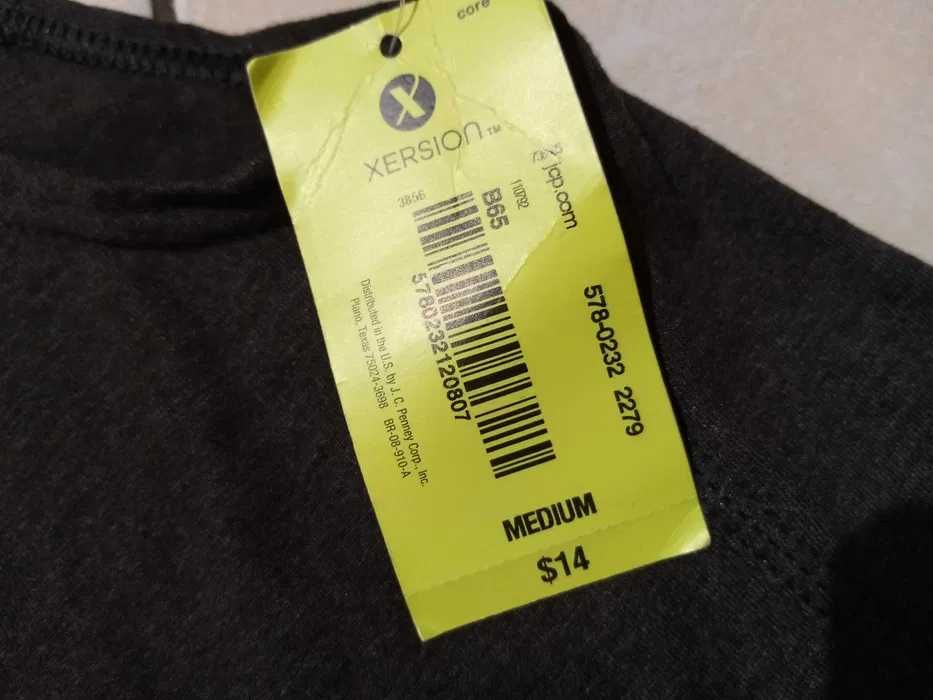 core
X
XERSION™
jcp.com
3856
B65
110792
5780232120807
578-0232 2279
Distributed in the U.S. by J. C. Penney Corp., Inc.
Plano, Texas 75024-3698 BR-08-910-A
MEDIUM
$14